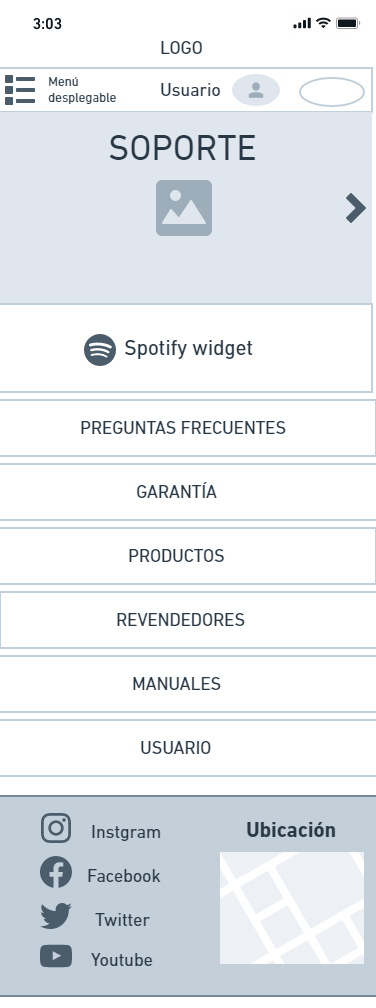 3:03
LOGO
Menú
desplegable
Usuario
SOPORTE
Spotify widget
PREGUNTAS FRECUENTES
GARANTÍA
PRODUCTOS
REVENDEDORES
MANUALES
USUARIO
Instgram
Ubicación
Facebook
Twitter
Youtube